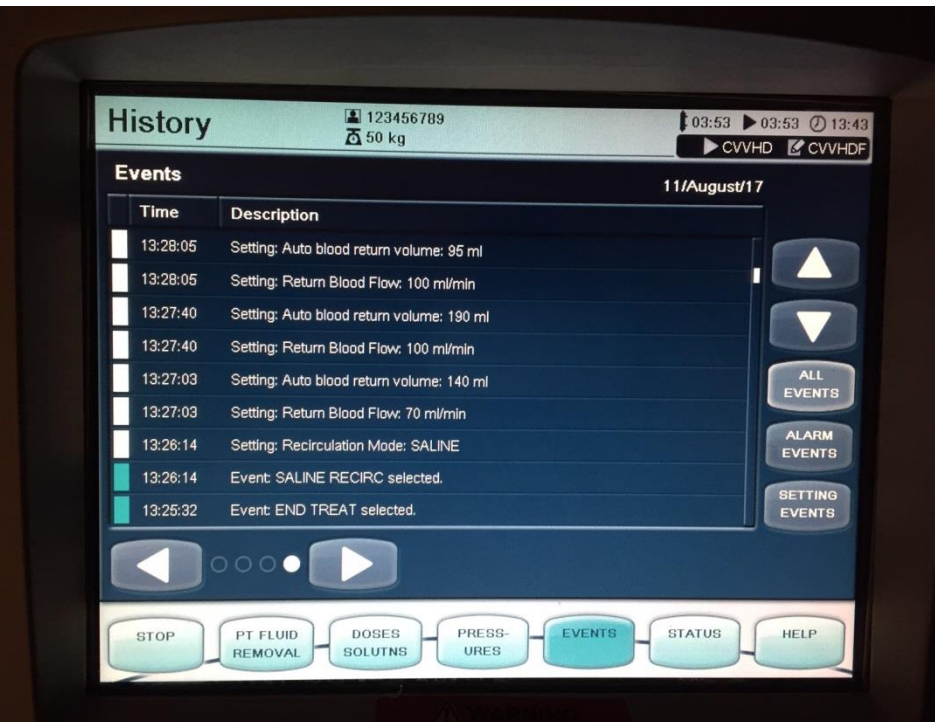 History
123456789
50 kg
03:53 03:53 13:43
CVVHD CVVHDF
Events
11/August/17
Time Description
13:28:05 Setting: Auto blood return volume: 95 ml
13:28:05 Setting: Return Blood Flow: 100 ml/min
13:27:40 Setting: Auto blood return volume: 190 ml
13:27:40 Setting: Return Blood Flow: 100 ml/min
13:27:03 Setting: Auto blood return volume: 140 ml
13:27:03 Setting: Return Blood Flow: 70 ml/min
13:26:14 Setting: Recirculation Mode: SALINE
13:26:14 Event: SALINE RECIRC selected.
13:25:32 Event: END TREAT selected.
ALL
EVENTS
ALARM
EVENTS
SETTING
EVENTS
STOP
PT FLUID
REMOVAL
DOSES
SOLUTNS
PRESS-
URES
EVENTS
STATUS
HELP
WARNING